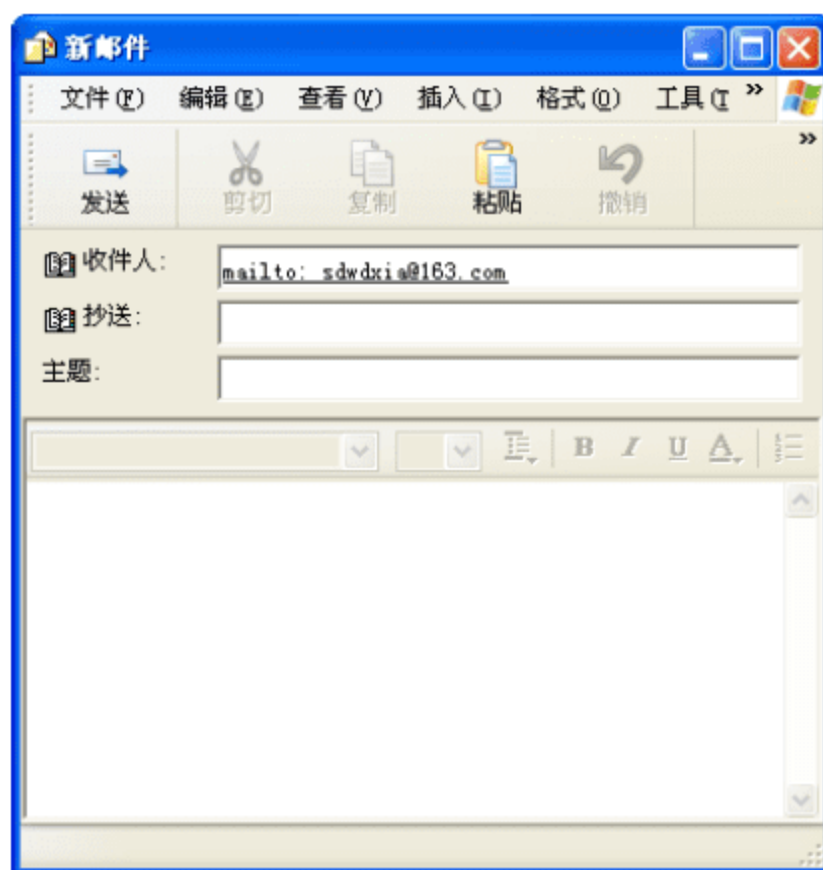 新邮件
文件(F) 编辑(E) 查看(V) 插入(I) 格式(O) 工具(T »
发送 剪切 复制 粘贴 撤销 »
收件人: mailto: sdwdxia@163.com
抄送:
主题:
B I U A